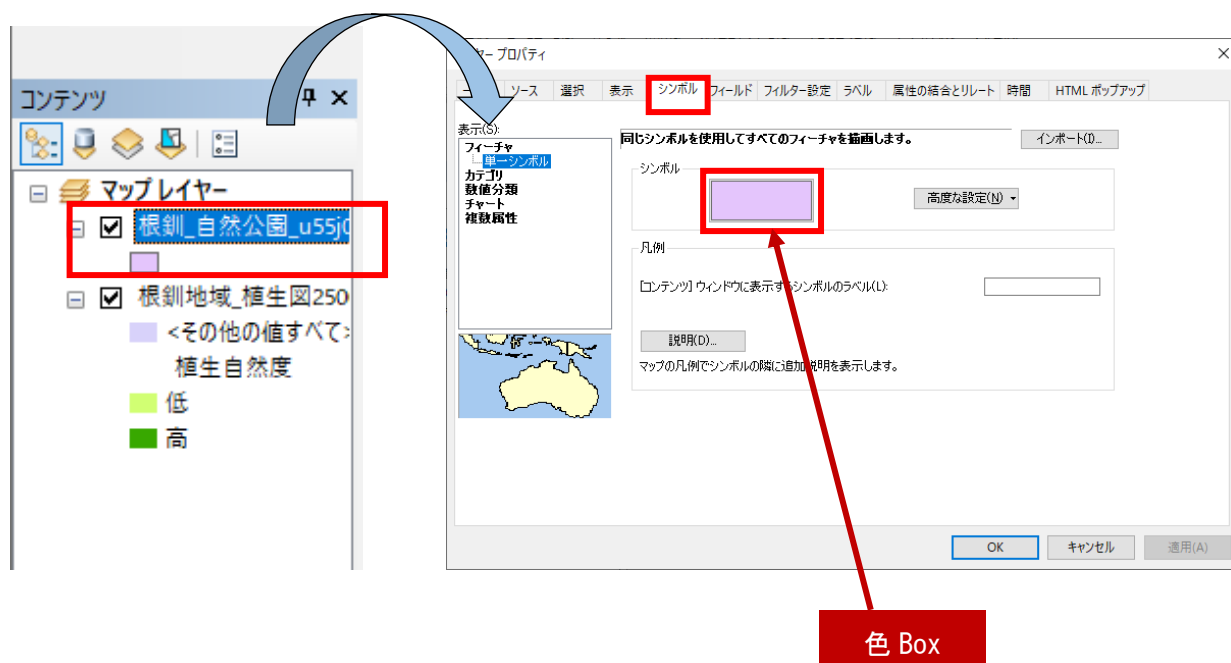 コンテンツ
マップ レイヤー
根釧_自然公園_u55j
根釧地域_植生図250
<その他の値すべて>
植生自然度
低
高
ー プロパティ
ソース 選択 表示 シンボル フィールド フィルター設定 ラベル 属性の結合とリレート 時間 HTML ポップアップ
表示(S):
フィーチャ
単一シンボル
カテゴリ
数値分類
チャート
複数属性
同じシンボルを使用してすべてのフィーチャを描画します。
インポート(I)...
シンボル
高度な設定(N)
凡例
[コンテンツ] ウィンドウに表示するシンボルのラベル(L):
説明(D)...
マップの凡例でシンボルの隣に追加説明を表示します。
OK キャンセル 適用(A)
色 Box